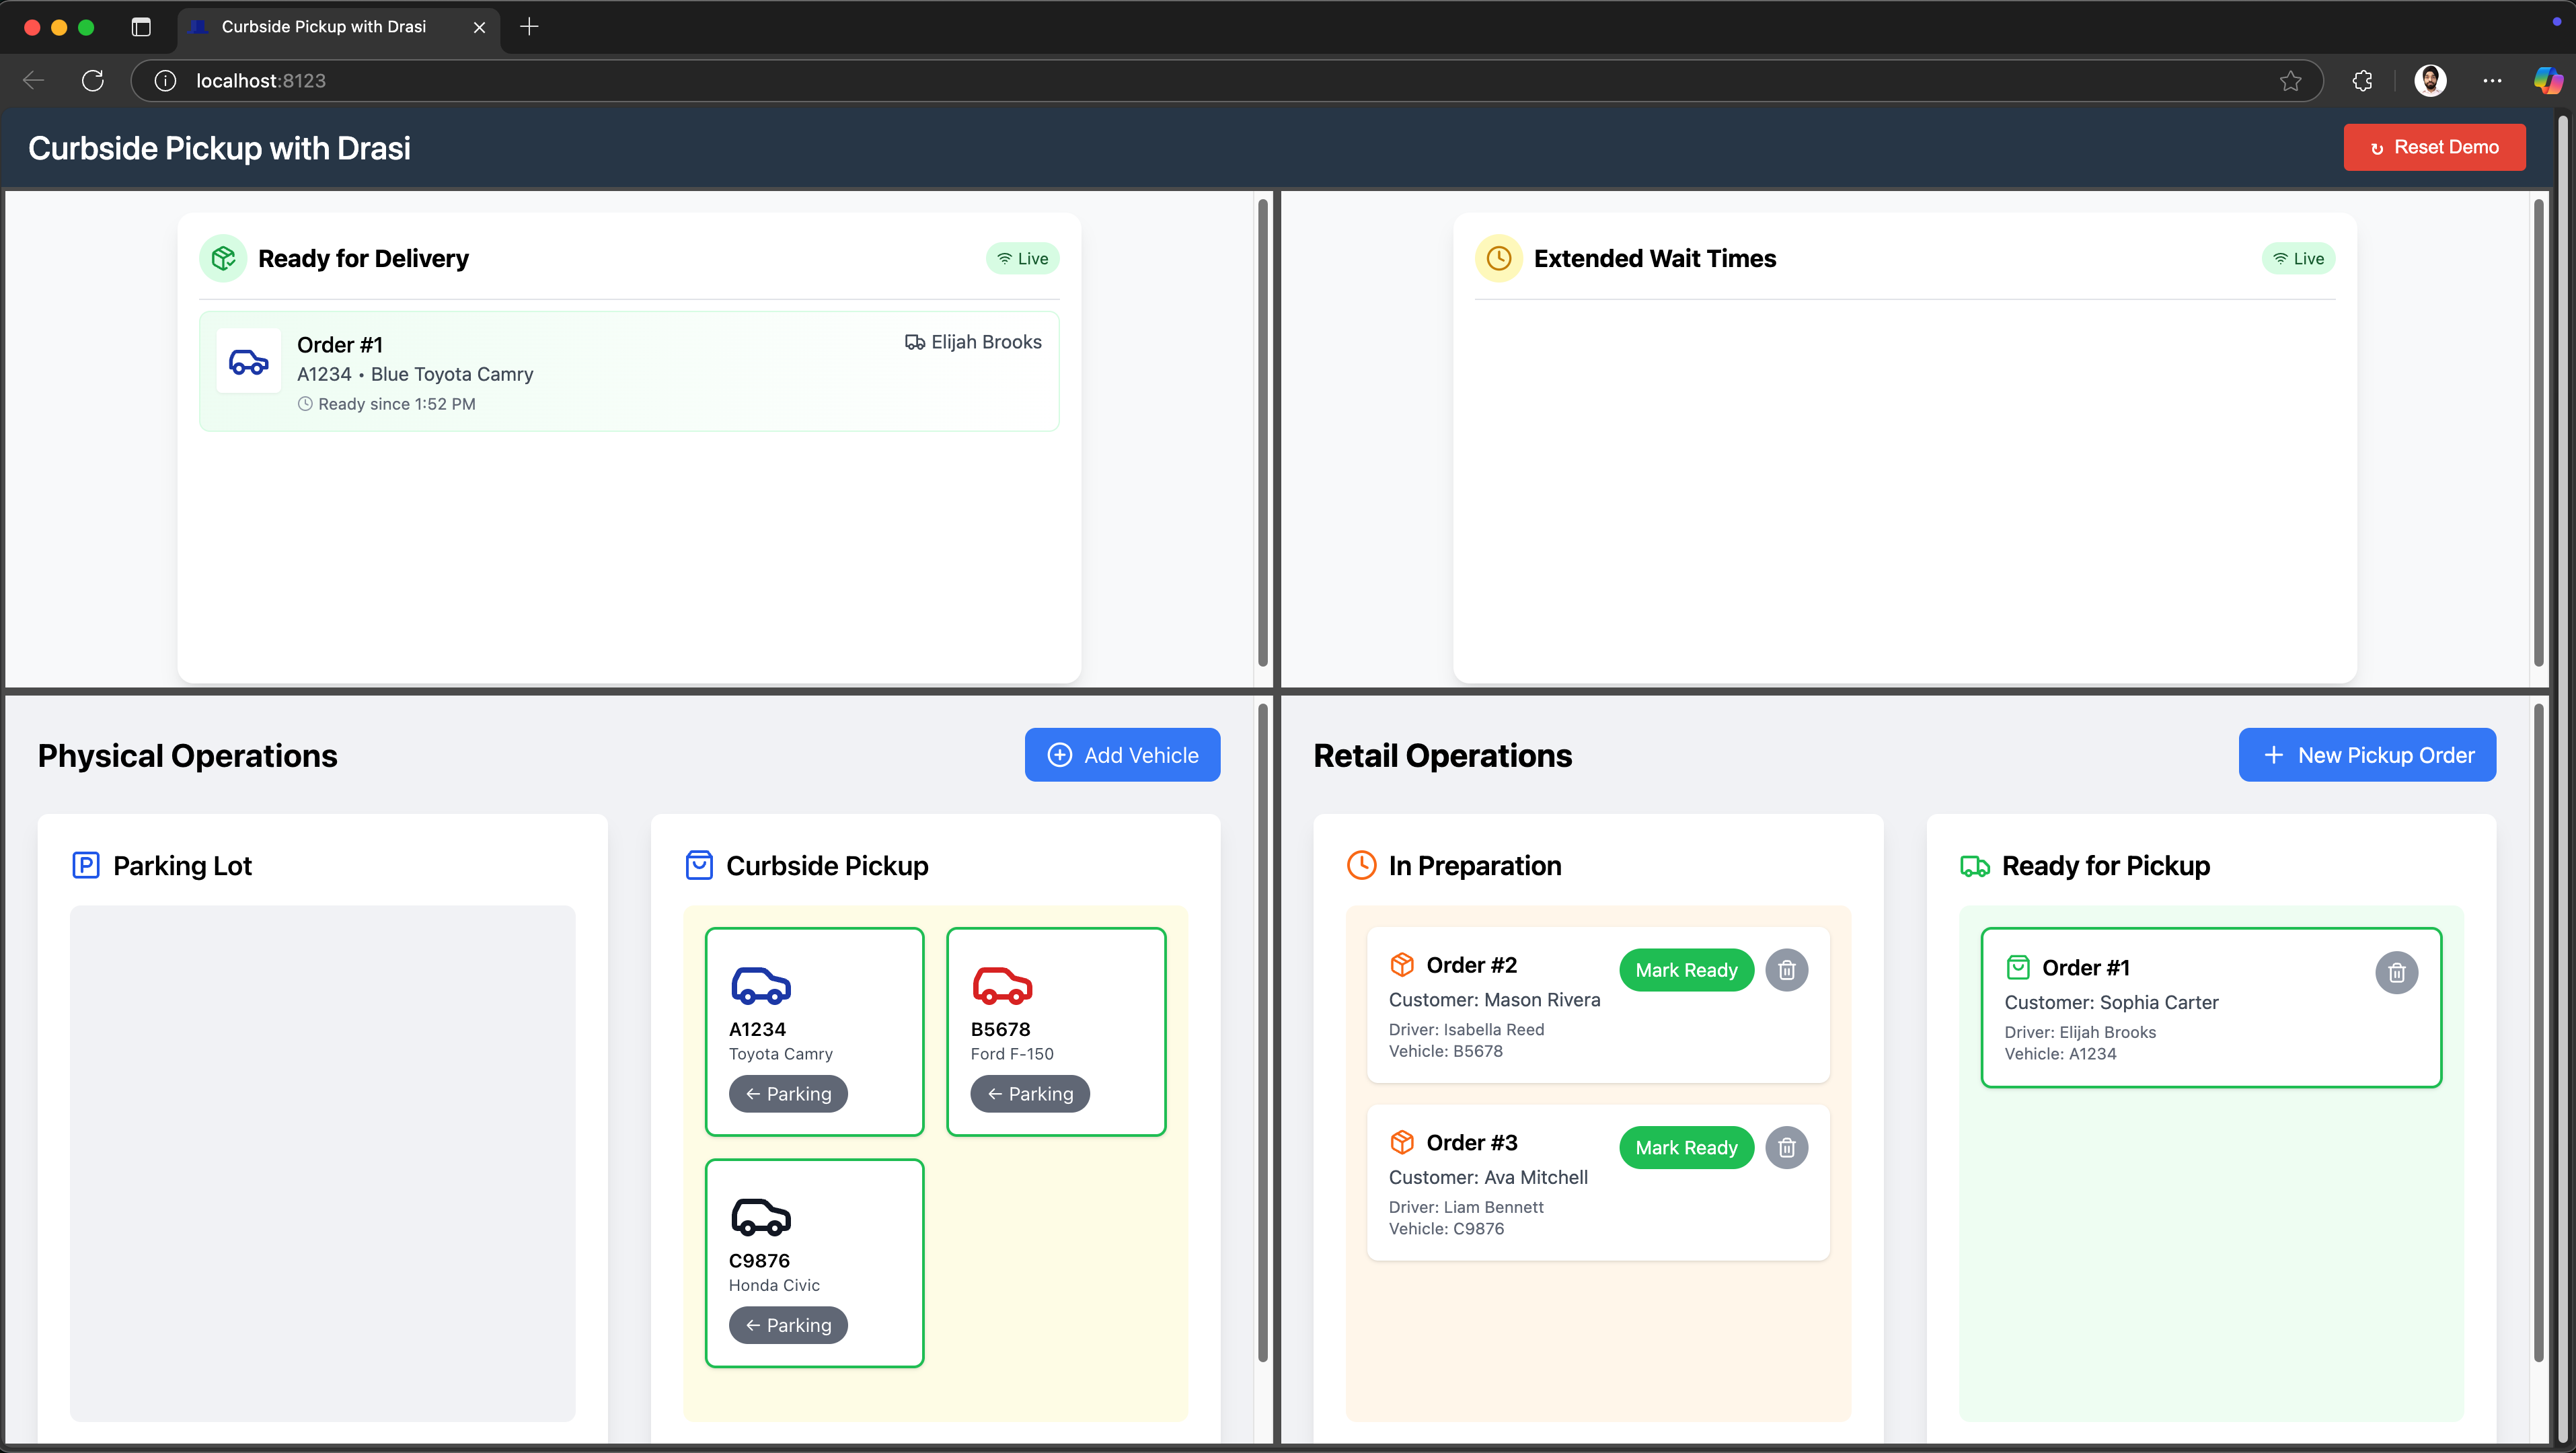 Curbside Pickup with Drasi
localhost:8123
Curbside Pickup with Drasi
↻ Reset Demo
Ready for Delivery
Live
Order #1
Elijah Brooks
A1234 • Blue Toyota Camry
Ready since 1:52 PM
Extended Wait Times
Live
Physical Operations
Add Vehicle
Parking Lot
Curbside Pickup
A1234
Toyota Camry
← Parking
B5678
Ford F-150
← Parking
C9876
Honda Civic
← Parking
Retail Operations
New Pickup Order
In Preparation
Order #2
Mark Ready
Customer: Mason Rivera
Driver: Isabella Reed
Vehicle: B5678
Order #3
Mark Ready
Customer: Ava Mitchell
Driver: Liam Bennett
Vehicle: C9876
Ready for Pickup
Order #1
Customer: Sophia Carter
Driver: Elijah Brooks
Vehicle: A1234